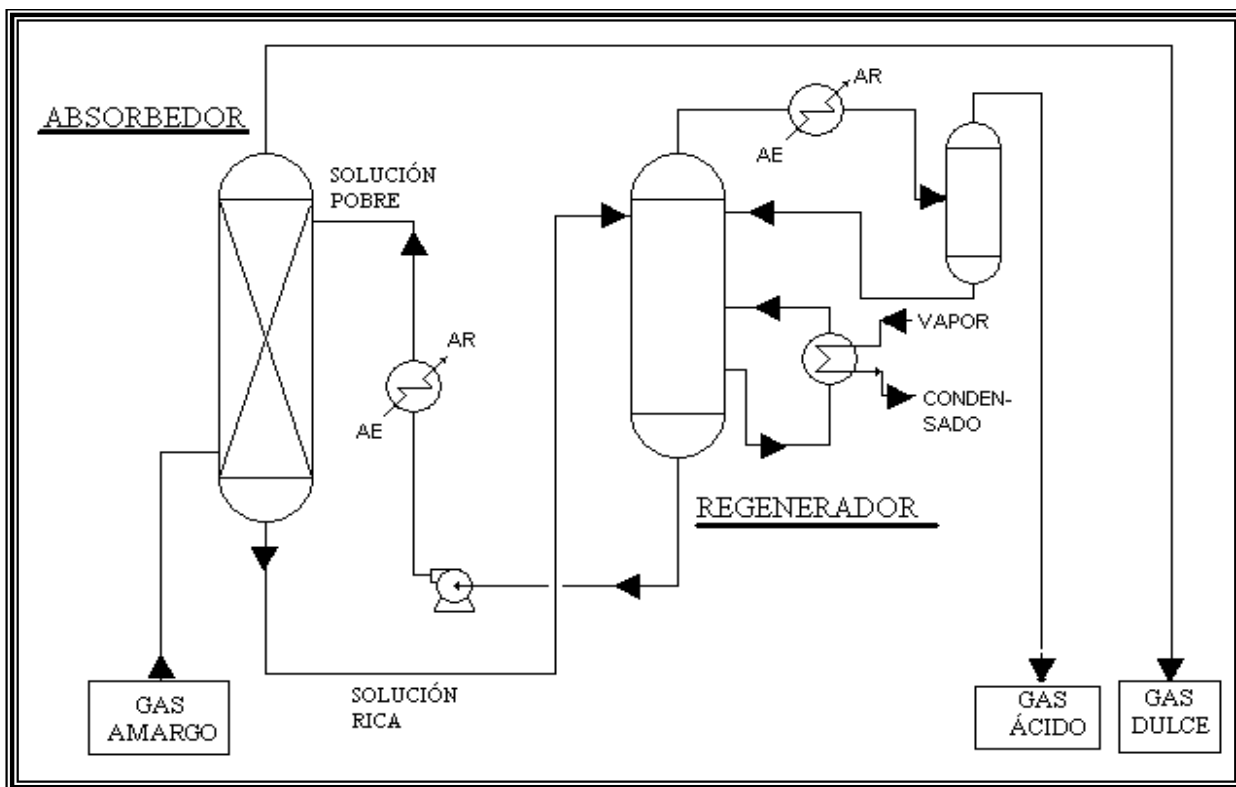 ABSORBEDOR
SOLUCIÓN
POBRE
AR
AE
AR
AE
VAPOR
CONDEN-
SADO
REGENERADOR
SOLUCIÓN
RICA
GAS
AMARGO
GAS
ÁCIDO
GAS
DULCE